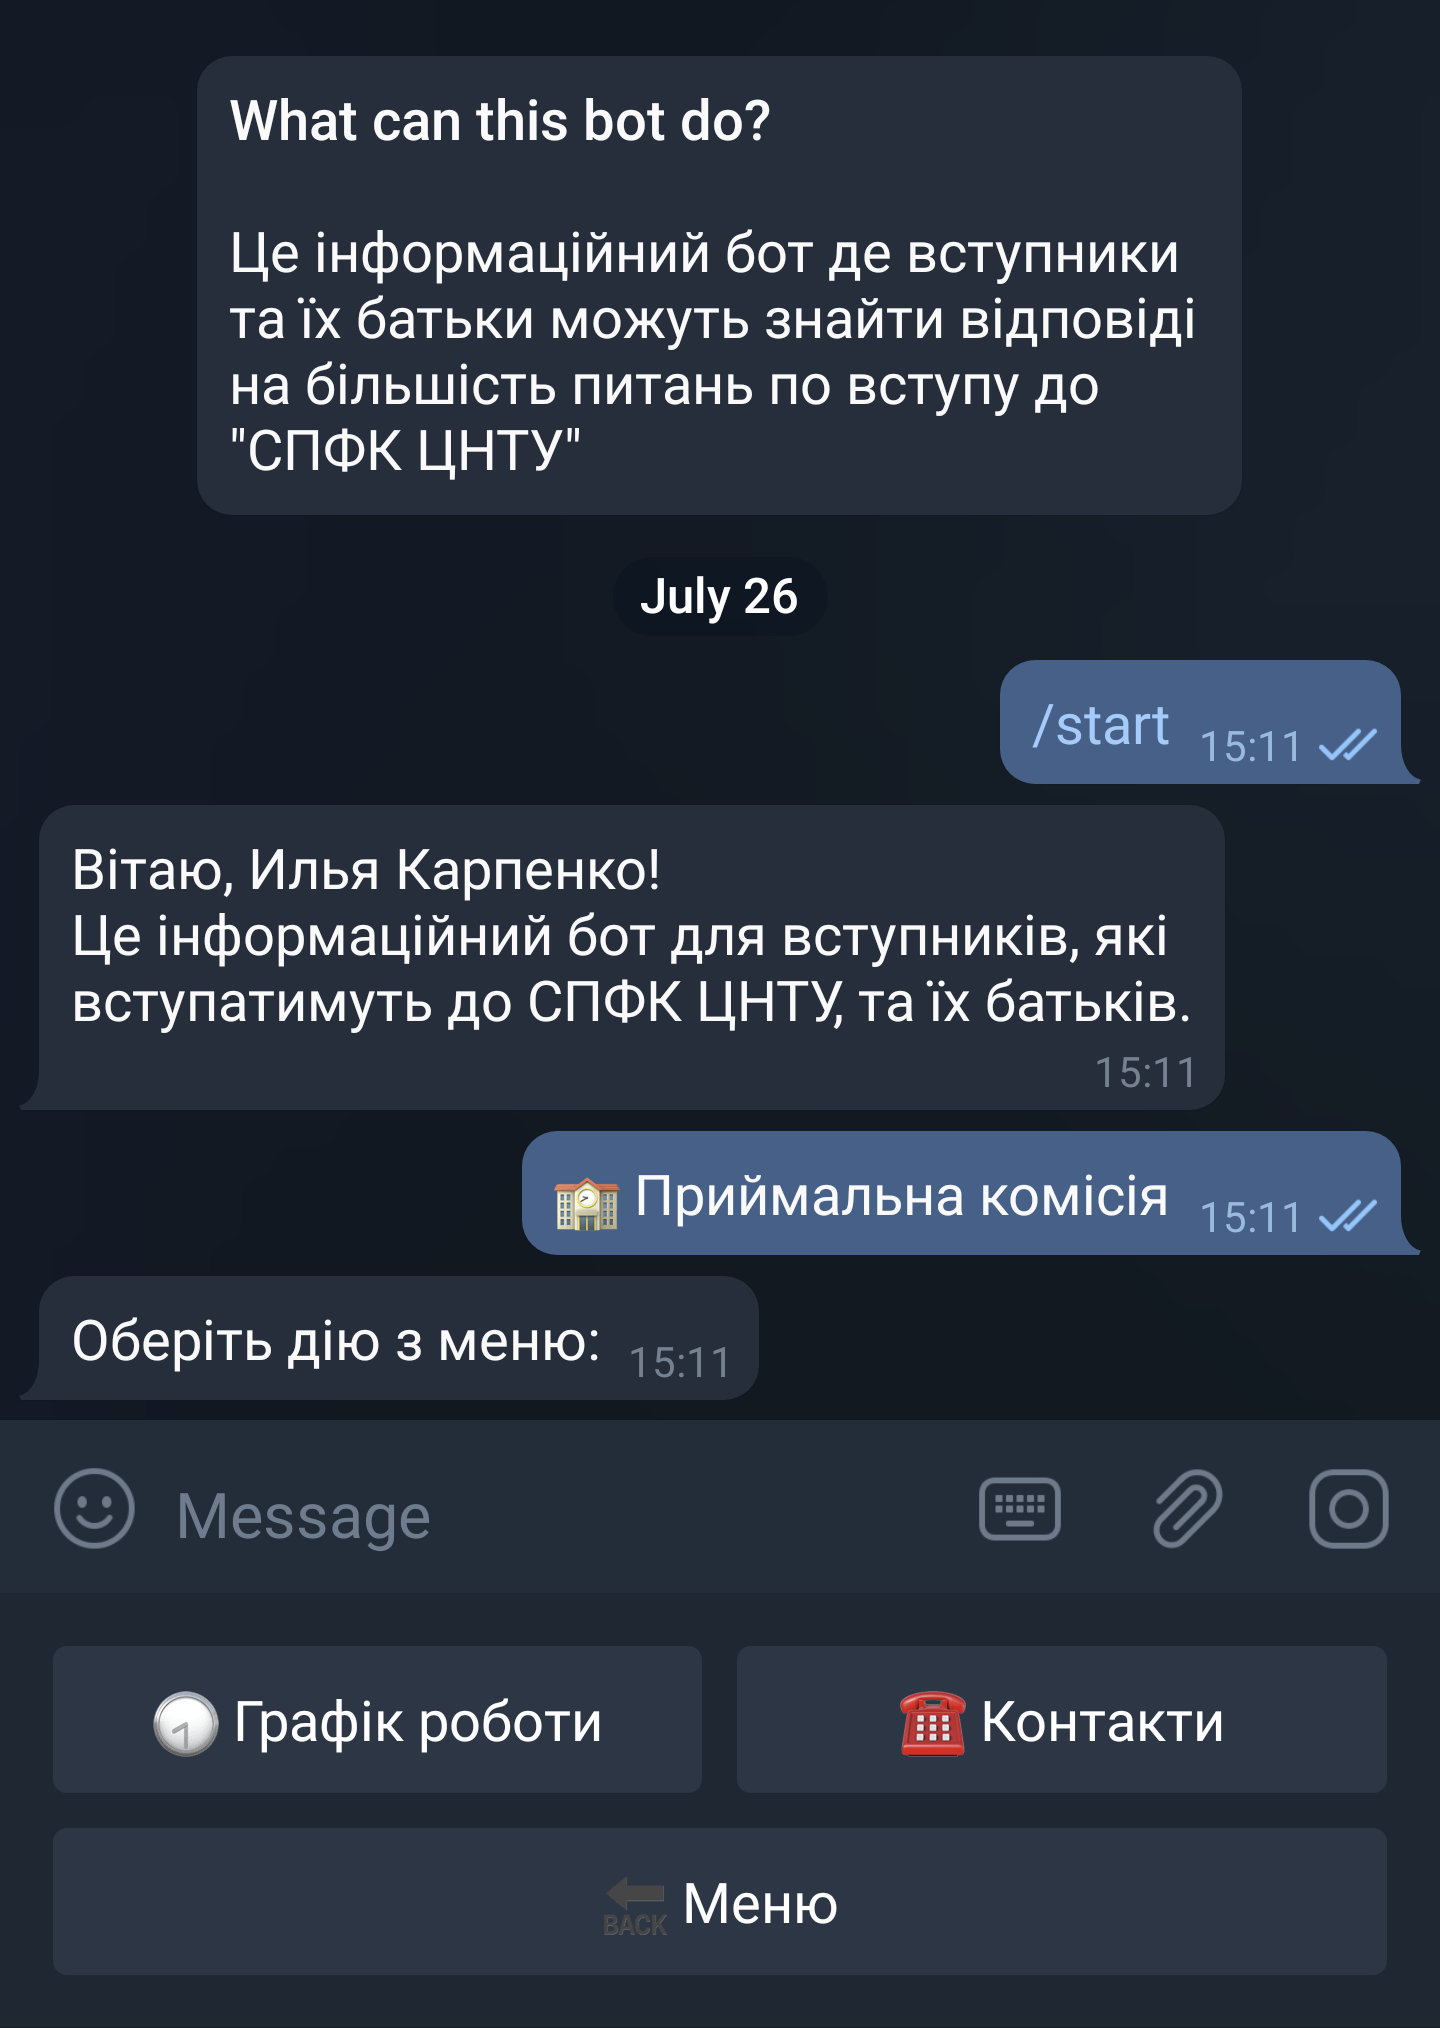 What can this bot do?
Це інформаційний бот де вступники
та їх батьки можуть знайти відповіді
на більшість питань по вступу до
"СПФК ЦНТУ"
July 26
/start 15:11
Вітаю, Илья Карпенко!
Це інформаційний бот для вступників, які
вступатимуть до СПФК ЦНТУ, та їх батьків.
15:11
🏫 Приймальна комісія 15:11
Оберіть дію з меню: 15:11
Message
🕢 Графік роботи
☎️ Контакти
🔙 Меню